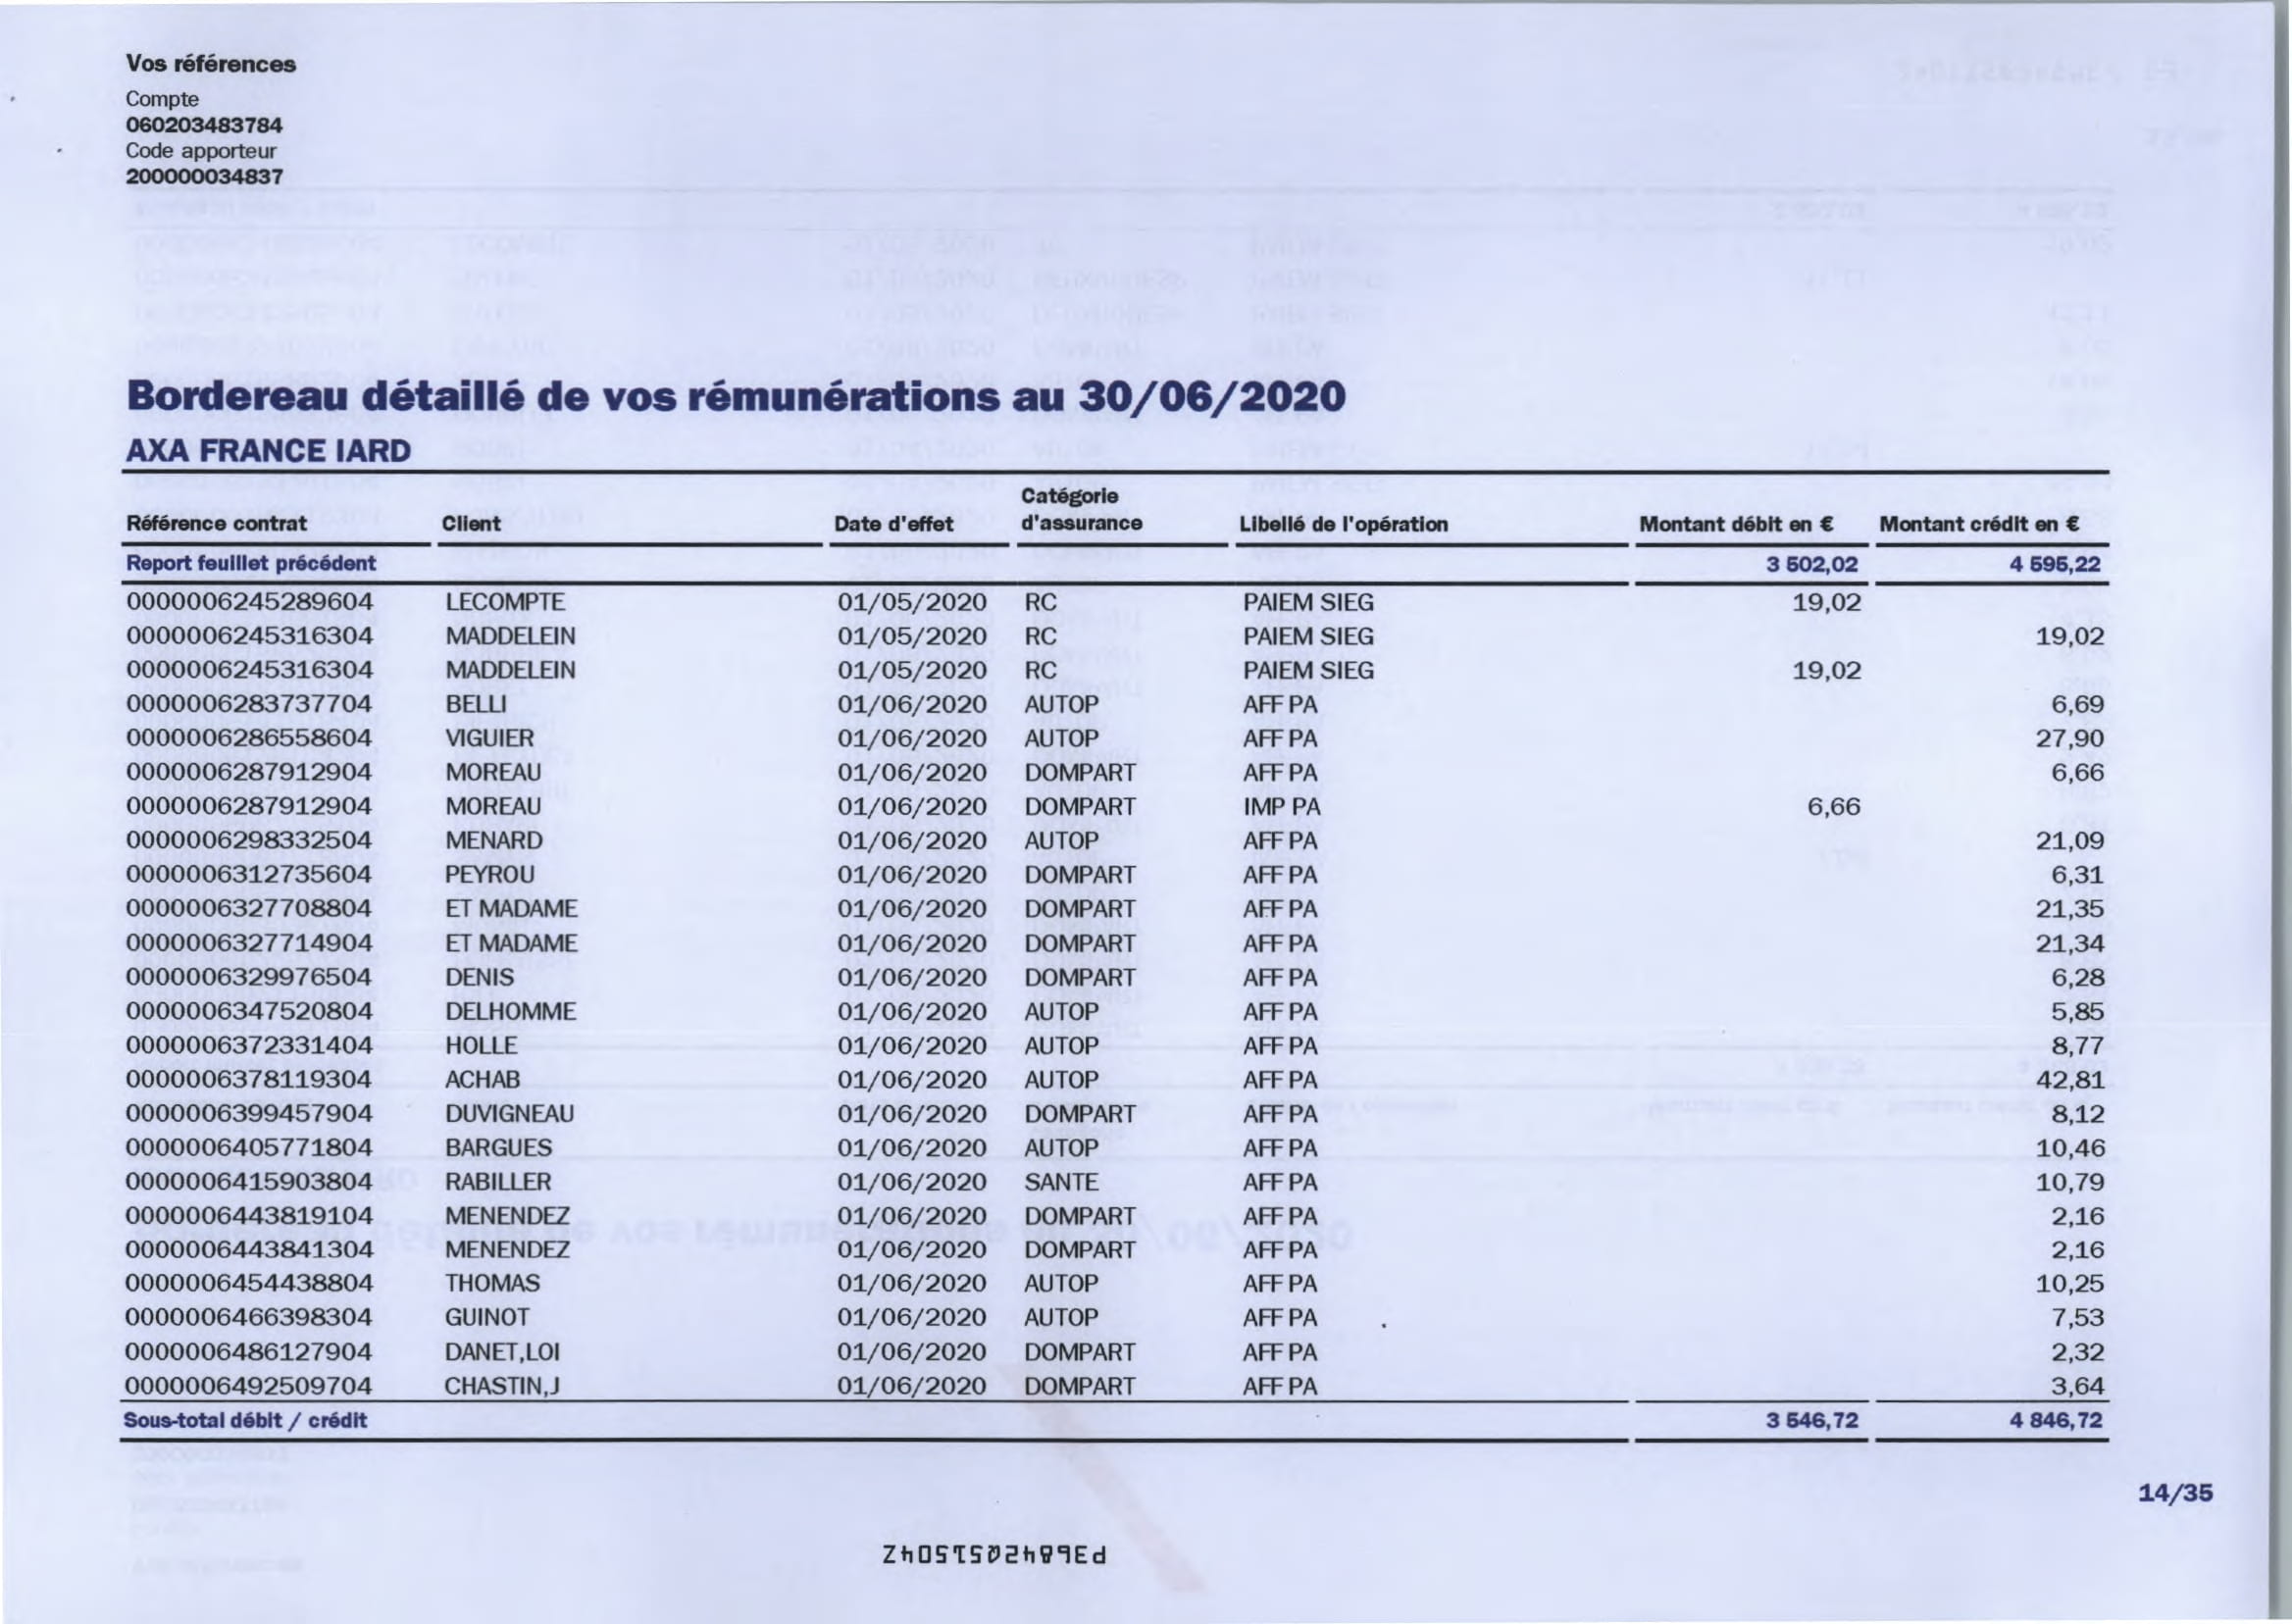 Vos références
Compte
060203483784
Code apporteur
200000034837
Bordereau détaillé de vos rémunérations au 30/06/2020
AXA FRANCE IARD
Référence contrat Client Date d'effet Catégorie d'assurance Libellé de l'opération Montant débit en € Montant crédit en €
Report feuillet précédent 3 502,02 4 595,22
0000006245289604 LECOMPTE 01/05/2020 RC PAIEM SIEG 19,02
0000006245316304 MADDELEIN 01/05/2020 RC PAIEM SIEG 19,02
0000006245316304 MADDELEIN 01/05/2020 RC PAIEM SIEG 19,02
0000006283737704 BELLI 01/06/2020 AUTOP AFF PA 6,69
0000006286558604 VIGUIER 01/06/2020 AUTOP AFF PA 27,90
0000006287912904 MOREAU 01/06/2020 DOMPART AFF PA 6,66
0000006287912904 MOREAU 01/06/2020 DOMPART IMP PA 6,66
0000006298332504 MENARD 01/06/2020 AUTOP AFF PA 21,09
0000006312735604 PEYROU 01/06/2020 DOMPART AFF PA 6,31
0000006327708804 ET MADAME 01/06/2020 DOMPART AFF PA 21,35
0000006327714904 ET MADAME 01/06/2020 DOMPART AFF PA 21,34
0000006329976504 DENIS 01/06/2020 DOMPART AFF PA 6,28
0000006347520804 DELHOMME 01/06/2020 AUTOP AFF PA 5,85
0000006372331404 HOLLE 01/06/2020 AUTOP AFF PA 8,77
0000006378119304 ACHAB 01/06/2020 AUTOP AFF PA 42,81
0000006399457904 DUVIGNEAU 01/06/2020 DOMPART AFF PA 8,12
0000006405771804 BARGUES 01/06/2020 AUTOP AFF PA 10,46
0000006415903804 RABILLER 01/06/2020 SANTE AFF PA 10,79
0000006443819104 MENENDEZ 01/06/2020 DOMPART AFF PA 2,16
0000006443841304 MENENDEZ 01/06/2020 DOMPART AFF PA 2,16
0000006454438804 THOMAS 01/06/2020 AUTOP AFF PA 10,25
0000006466398304 GUINOT 01/06/2020 AUTOP AFF PA 7,53
0000006486127904 DANET,LOI 01/06/2020 DOMPART AFF PA 2,32
0000006492509704 CHASTIN,J 01/06/2020 DOMPART AFF PA 3,64
Sous-total débit / crédit 3 546,72 4 846,72
14/35